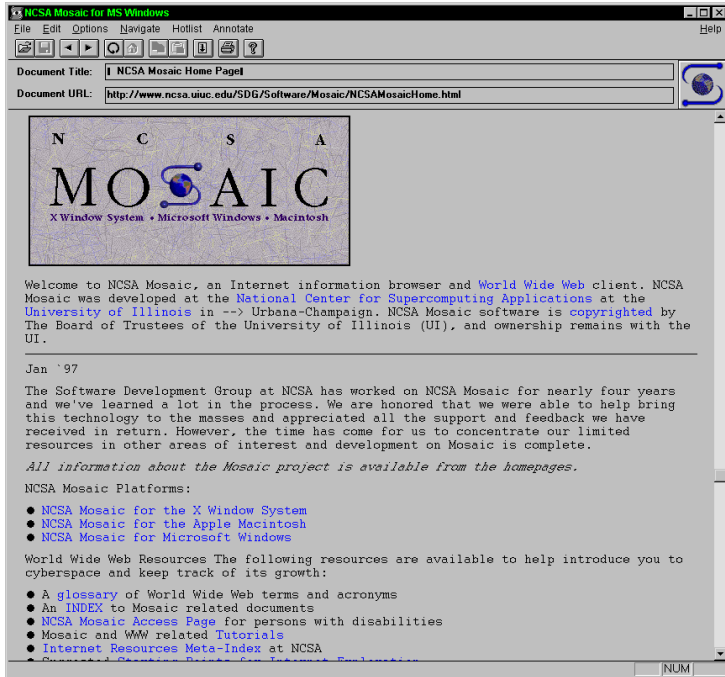 NCSA Mosaic for MS Windows
File Edit Options Navigate Hotlist Annotate Help
Document Title: NCSA Mosaic Home Page
Document URL: http://www.ncsa.uiuc.edu/SDG/Software/Mosaic/NCSAMosaicHome.html
N C S A
MOSAIC
X Window System • Microsoft Windows • Macintosh
Welcome to NCSA Mosaic, an Internet information browser and World Wide Web client. NCSA
Mosaic was developed at the National Center for Supercomputing Applications at the
University of Illinois in --> Urbana-Champaign. NCSA Mosaic software is copyrighted by
The Board of Trustees of the University of Illinois (UI), and ownership remains with the
UI.
Jan `97
The Software Development Group at NCSA has worked on NCSA Mosaic for nearly four years
and we've learned a lot in the process. We are honored that we were able to help bring
this technology to the masses and appreciated all the support and feedback we have
received in return. However, the time has come for us to concentrate our limited
resources in other areas of interest and development on Mosaic is complete.
All information about the Mosaic project is available from the homepages.
NCSA Mosaic Platforms:
● NCSA Mosaic for the X Window System
● NCSA Mosaic for the Apple Macintosh
● NCSA Mosaic for Microsoft Windows
World Wide Web Resources The following resources are available to help introduce you to
cyberspace and keep track of its growth:
● A glossary of World Wide Web terms and acronyms
● An INDEX to Mosaic related documents
● NCSA Mosaic Access Page for persons with disabilities
● Mosaic and WWW related Tutorials
● Internet Resources Meta-Index at NCSA
● Suggested Starting Points for Internet Exploration
NUM